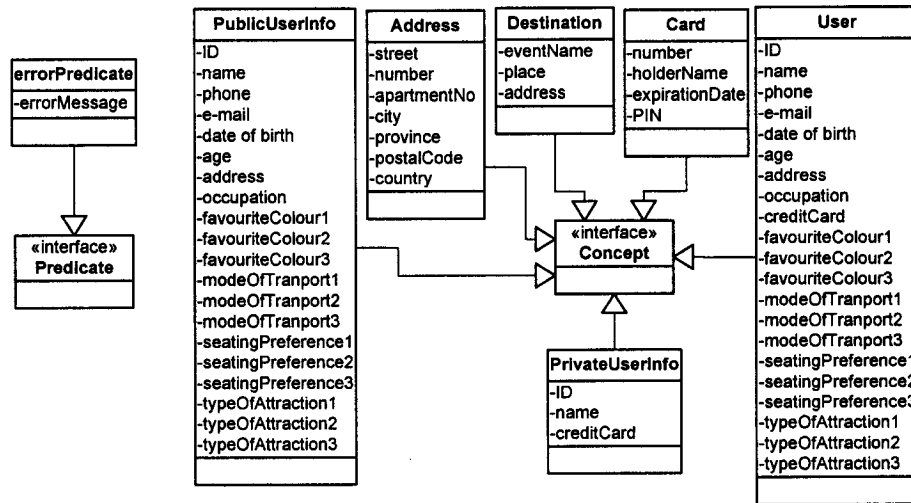 errorPredicate
-errorMessage
«interface»
Predicate
PublicUserInfo
-ID
-name
-phone
-e-mail
-date of birth
-age
-address
-occupation
-favouriteColour1
-favouriteColour2
-favouriteColour3
-modeOfTranport1
-modeOfTranport2
-modeOfTranport3
-seatingPreference1
-seatingPreference2
-seatingPreference3
-typeOfAttraction1
-typeOfAttraction2
-typeOfAttraction3
Address
-street
-number
-apartmentNo
-city
-province
-postalCode
-country
Destination
-eventName
-place
-address
Card
-number
-holderName
-expirationDate
-PIN
«interface»
Concept
PrivateUserInfo
-ID
-name
-creditCard
User
-ID
-name
-phone
-e-mail
-date of birth
-age
-address
-occupation
-creditCard
-favouriteColour1
-favouriteColour2
-favouriteColour3
-modeOfTranport1
-modeOfTranport2
-modeOfTranport3
-seatingPreference1
-seatingPreference2
-seatingPreference3
-typeOfAttraction1
-typeOfAttraction2
-typeOfAttraction3